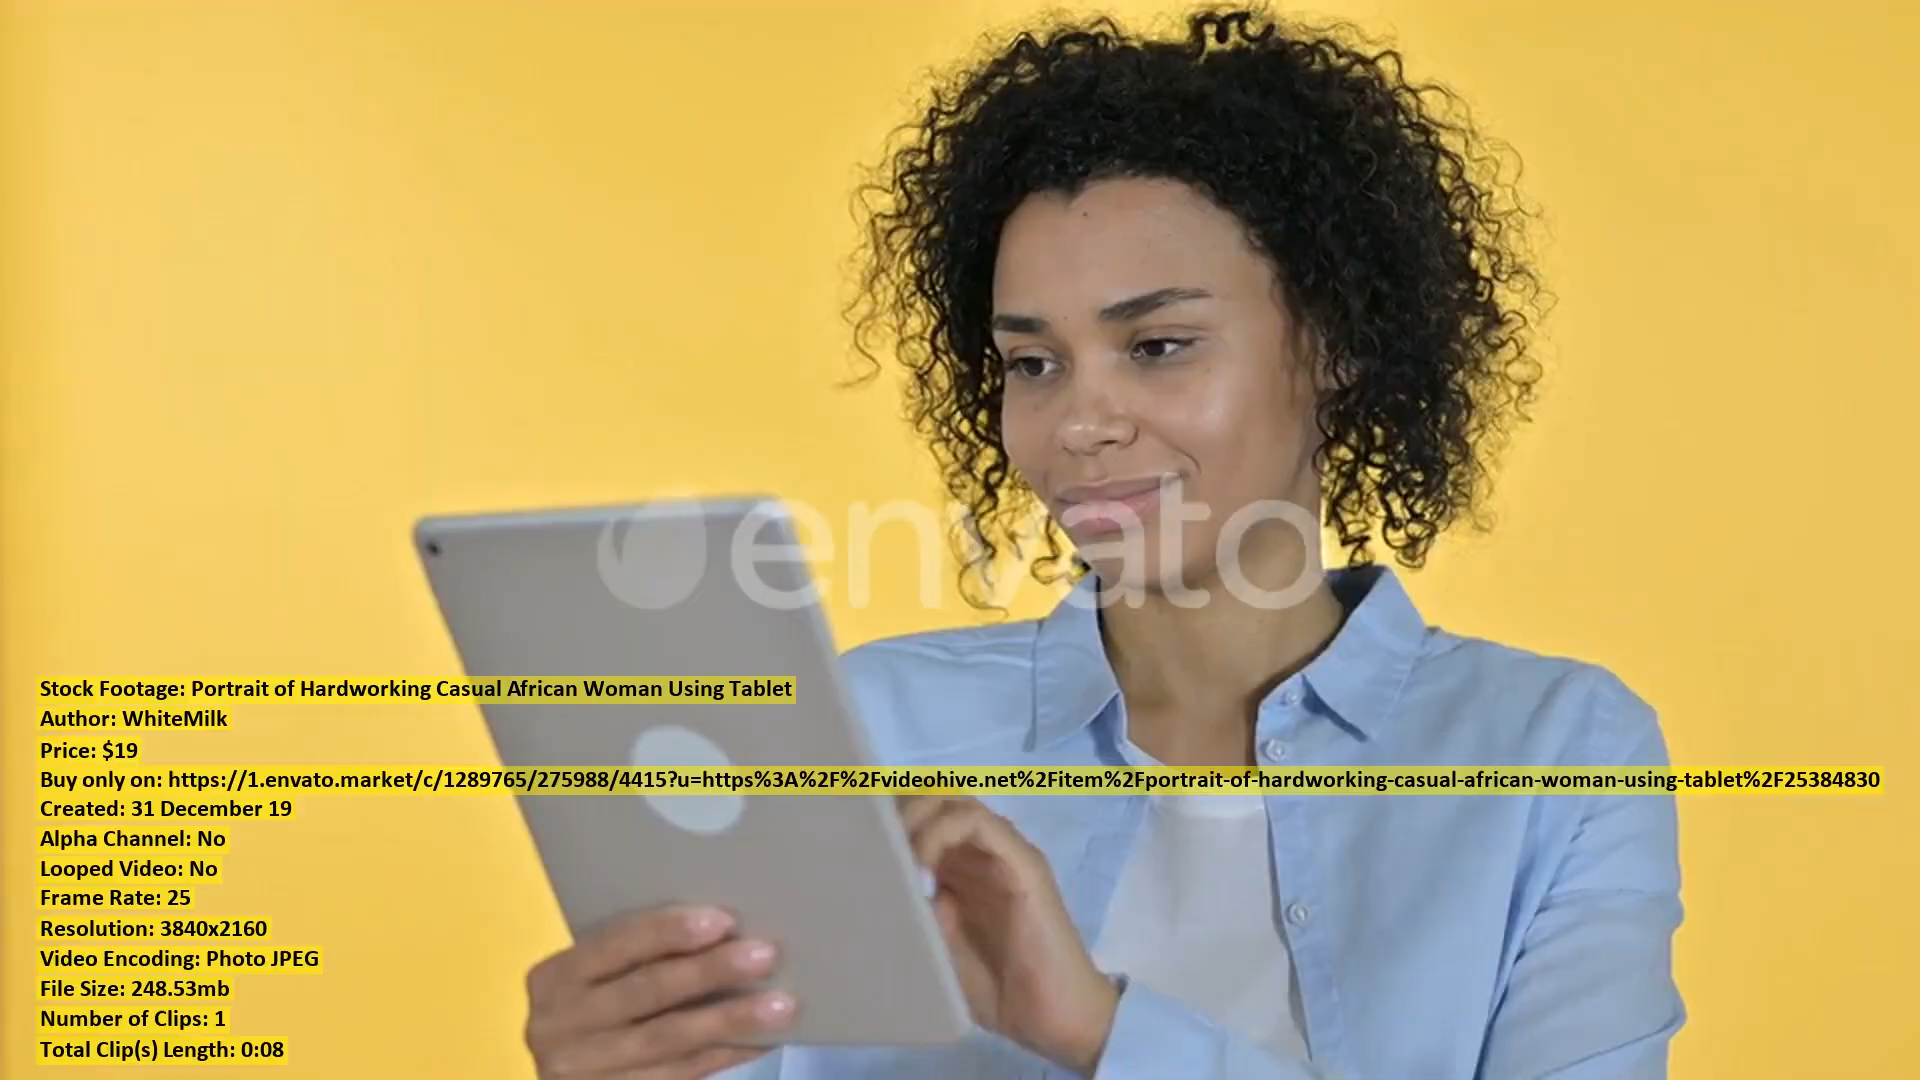 envato
Stock Footage: Portrait of Hardworking Casual African Woman Using Tablet
Author: WhiteMilk
Price: $19
Buy only on: https://1.envato.market/c/1289765/275988/4415?u=https%3A%2F%2Fvideohive.net%2Fitem%2Fportrait-of-hardworking-casual-african-woman-using-tablet%2F25384830
Created: 31 December 19
Alpha Channel: No
Looped Video: No
Frame Rate: 25
Resolution: 3840x2160
Video Encoding: Photo JPEG
File Size: 248.53mb
Number of Clips: 1
Total Clip(s) Length: 0:08